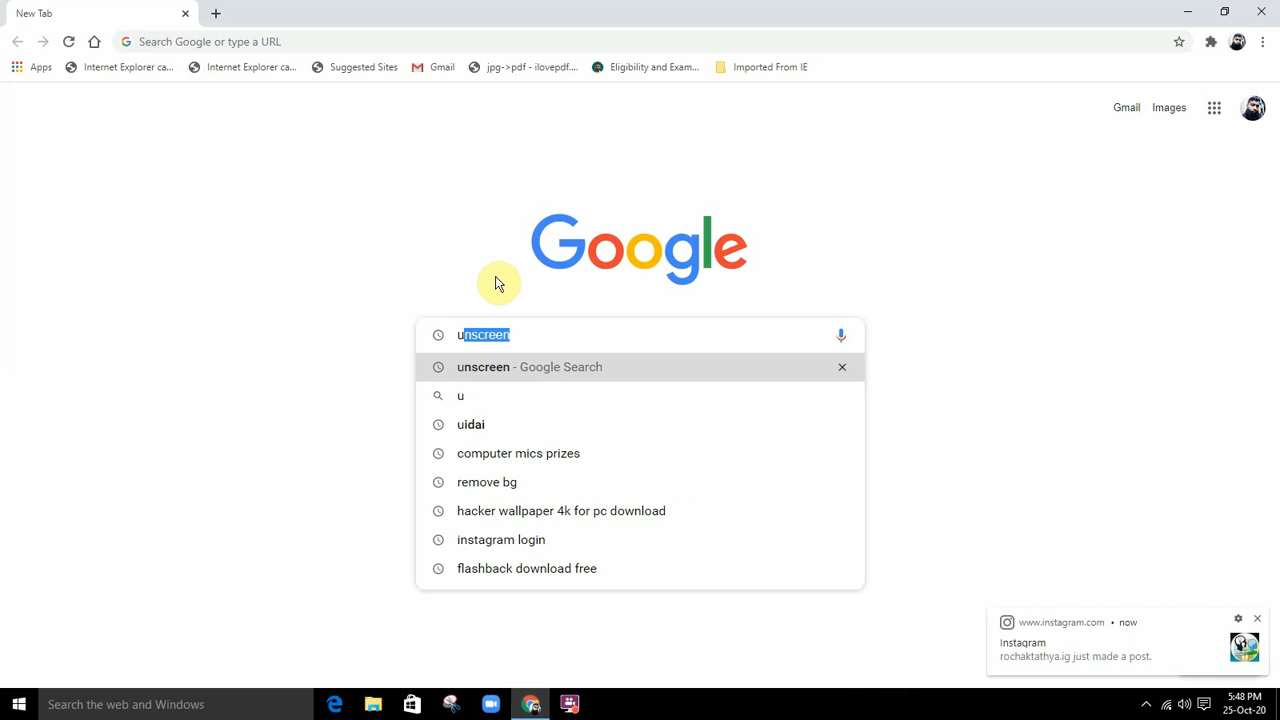 New Tab
Search Google or type a URL
Apps Internet Explorer ca... Internet Explorer ca... Suggested Sites Gmail jpg->pdf - ilovepdf.... Eligibility and Exam... Imported From IE
Gmail Images
Google
unscreen
unscreen - Google Search
u
uidai
computer mics prizes
remove bg
hacker wallpaper 4k for pc download
instagram login
flashback download free
www.instagram.com • now
Instagram
rochaktathya.ig just made a post.
Search the web and Windows
5:48 PM
25-Oct-20